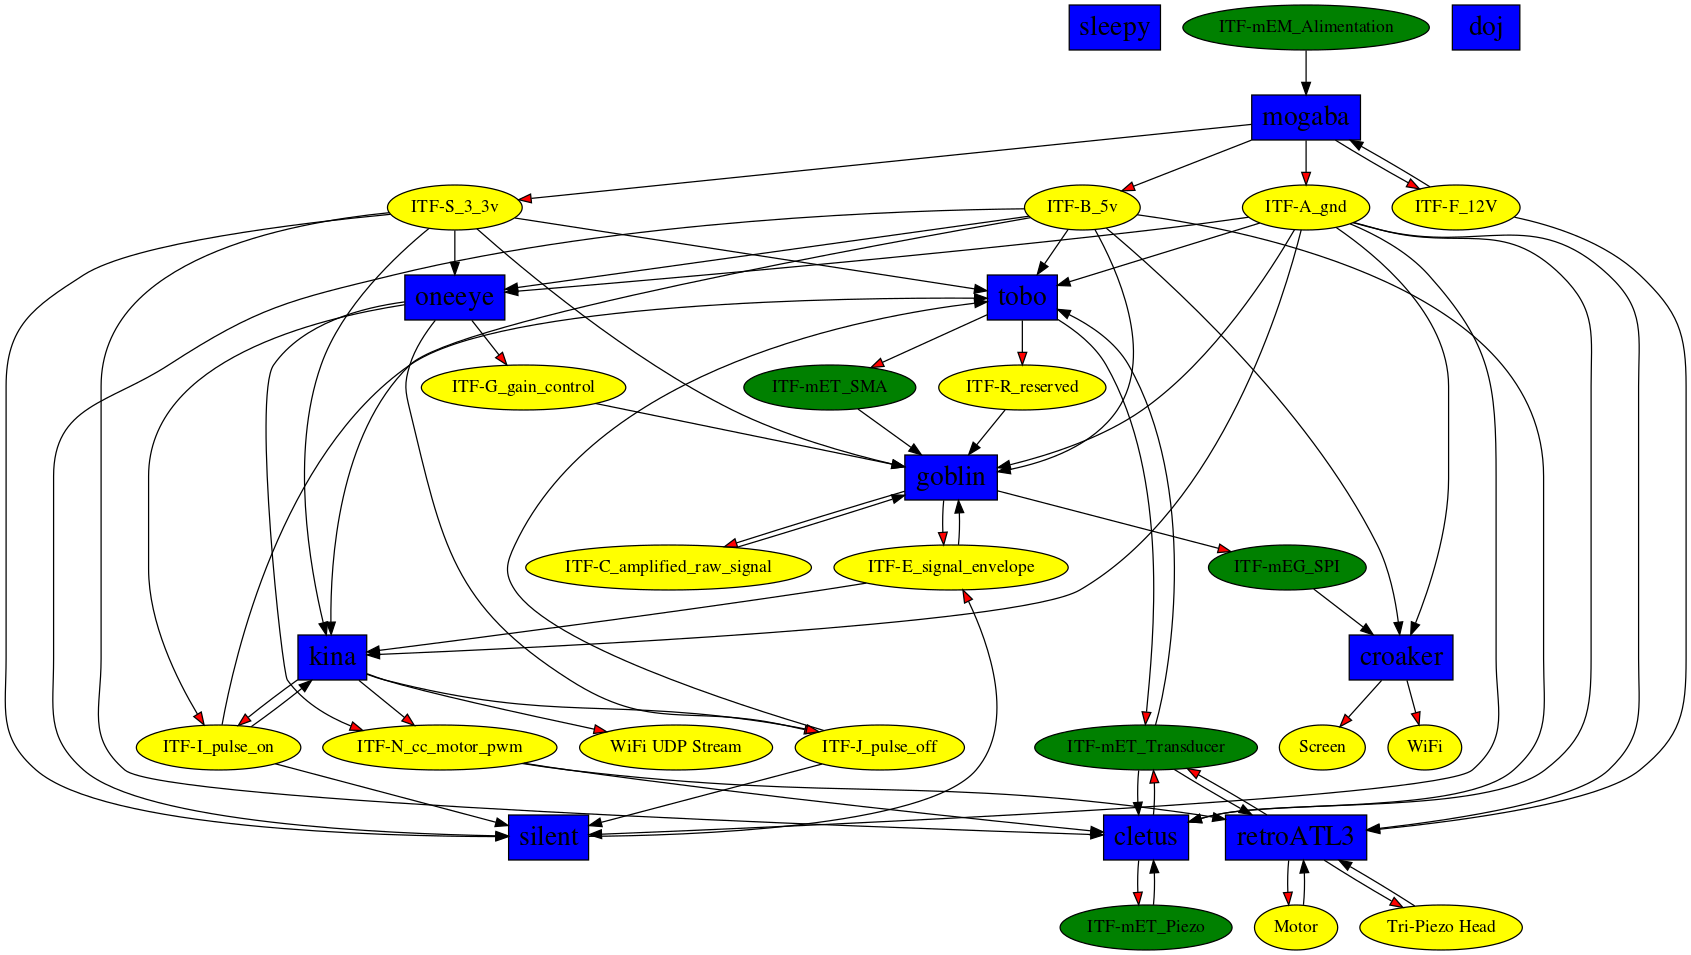 sleepy
ITF-mEM_Alimentation
doj
mogaba
ITF-S_3_3v
ITF-B_5v
ITF-A_gnd
ITF-F_12V
oneeye
tobo
ITF-G_gain_control
ITF-mET_SMA
ITF-R_reserved
goblin
ITF-C_amplified_raw_signal
ITF-E_signal_envelope
ITF-mEG_SPI
kina
croaker
ITF-I_pulse_on
ITF-N_cc_motor_pwm
WiFi UDP Stream
ITF-J_pulse_off
ITF-mET_Transducer
Screen
WiFi
silent
cletus
retroATL3
ITF-mET_Piezo
Motor
Tri-Piezo Head